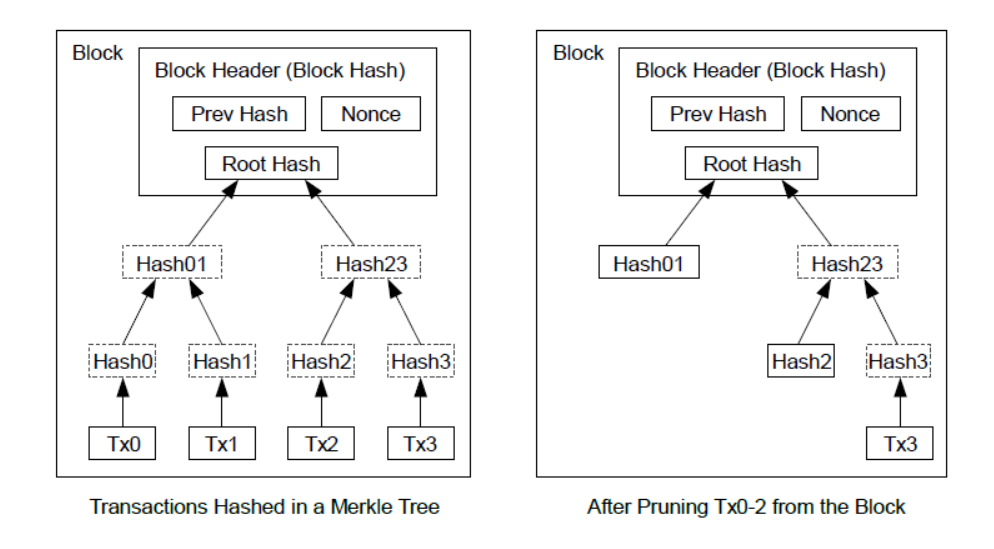 Block
Block Header (Block Hash)
Prev Hash
Nonce
Root Hash
Hash01
Hash23
Hash0
Hash1
Hash2
Hash3
Tx0
Tx1
Tx2
Tx3
Transactions Hashed in a Merkle Tree
Block
Block Header (Block Hash)
Prev Hash
Nonce
Root Hash
Hash01
Hash23
Hash2
Hash3
Tx3
After Pruning Tx0-2 from the Block